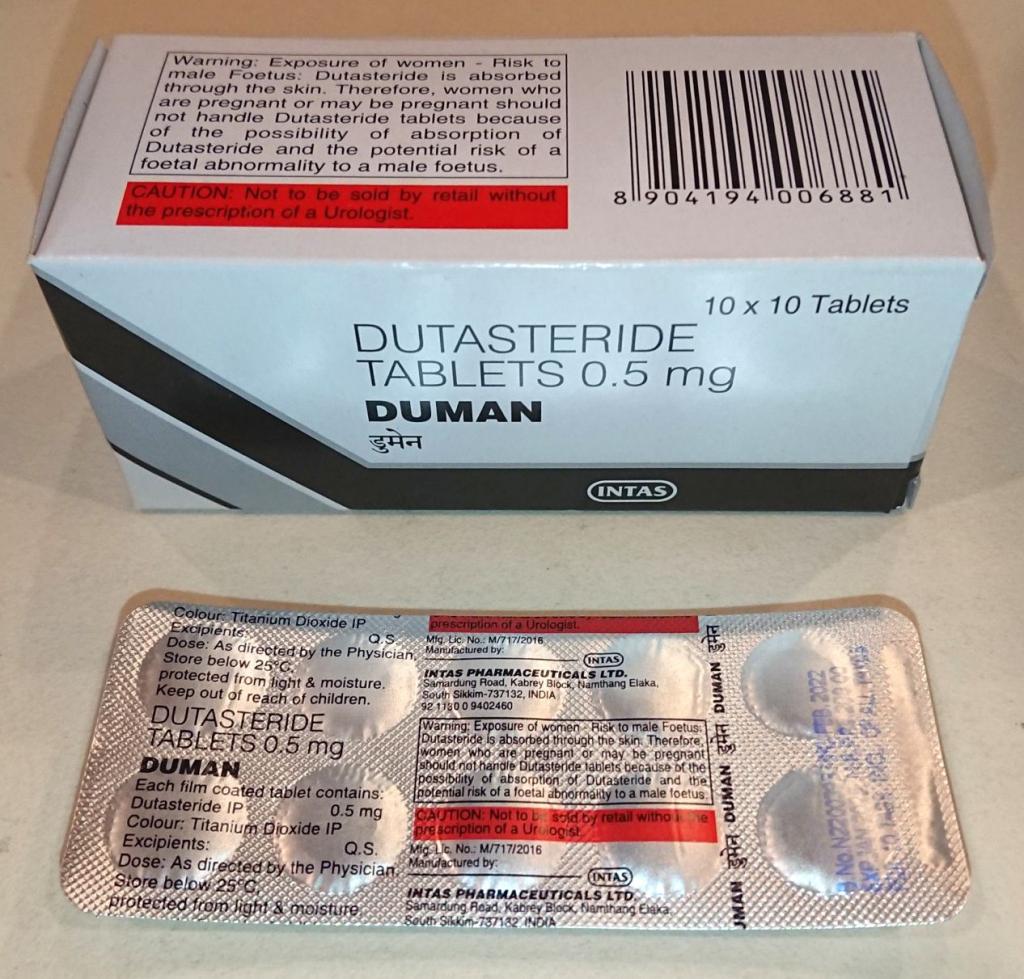 Warning: Exposure of women - Risk to
male Foetus: Dutasteride is absorbed
through the skin. Therefore, women who
are pregnant or may be pregnant should
not handle Dutasteride tablets because
of the possibility of absorption of
Dutasteride and the potential risk of a
foetal abnormality to a male foetus.
CAUTION: Not to be sold by retail without
the prescription of a Urologist.
8 904194 006881
10 x 10 Tablets
DUTASTERIDE
TABLETS 0.5 mg
DUMAN
डुमेन
INTAS
Colour: Titanium Dioxide IP
Excipients: Q.S.
Dose: As directed by the Physician.
Store below 25°C,
protected from light & moisture.
Keep out of reach of children.
DUTASTERIDE
TABLETS 0.5 mg
DUMAN
Each film coated tablet contains:
Dutasteride IP 0.5 mg
Colour: Titanium Dioxide IP
Excipients: Q.S.
Dose: As directed by the Physician.
Store below 25°C,
protected from light & moisture.
prescription of a Urologist.
Mfg. Lic. No.: M/717/2016
Manufactured by:
INTAS
INTAS PHARMACEUTICALS LTD.
Samardung Road, Kabrey Block, Namthang Elaka,
South Sikkim-737132, INDIA
92 1180 0 9402460
Warning: Exposure of women - Risk to male Foetus:
Dutasteride is absorbed through the skin. Therefore,
women who are pregnant or may be pregnant
should not handle Dutasteride tablets because of the
possibility of absorption of Dutasteride and the
potential risk of a foetal abnormality to a male foetus.
CAUTION: Not to be sold by retail without the
prescription of a Urologist.
Mfg. Lic. No.: M/717/2016
Manufactured by:
INTAS
INTAS PHARMACEUTICALS LTD.
Samardung Road, Kabrey Block, Namthang Elaka,
South Sikkim-737132, INDIA
UMAN डुमेन DUMAN डुमेन DUMAN डुमेन
FEB 2022